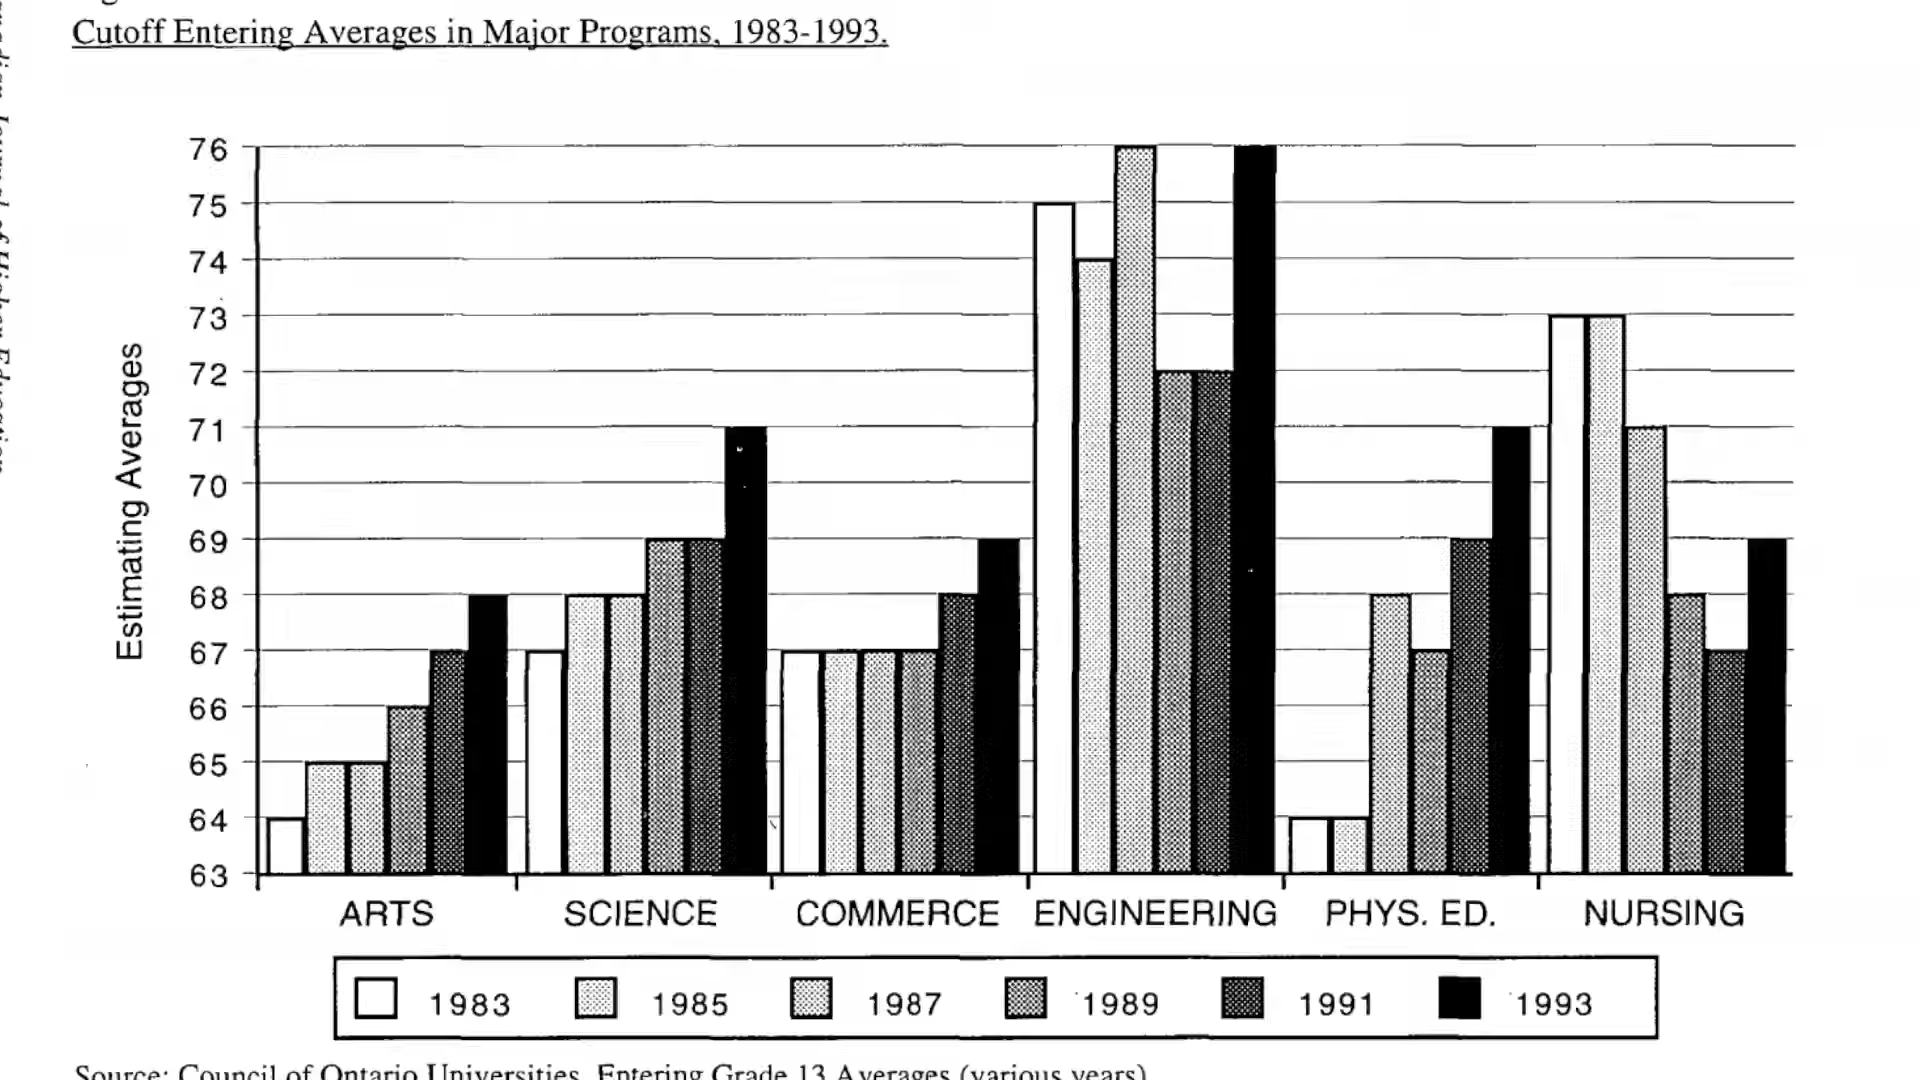 Cutoff Entering Averages in Major Programs, 1983-1993.
76
75
74
73
72
71
70
69
68
67
66
65
64
63
Estimating Averages
ARTS SCIENCE COMMERCE ENGINEERING PHYS. ED. NURSING
1983 1985 1987 1989 1991 1993
Source: Council of Ontario Universities, Entering Grade 13 Averages (various years)